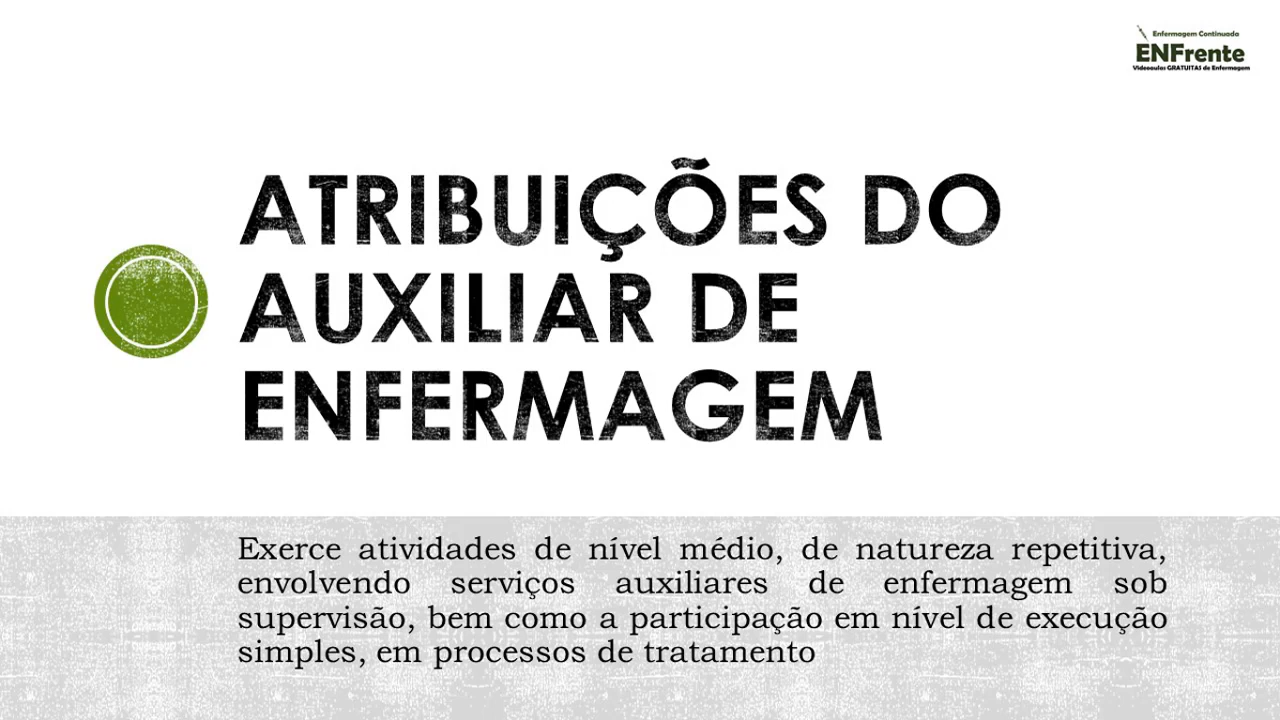 Enfermagem Continuada
ENFrente
Videoaulas GRATUITAS de Enfermagem
ATRIBUIÇÕES DO
AUXILIAR DE
ENFERMAGEM
Exerce atividades de nível médio, de natureza repetitiva,
envolvendo serviços auxiliares de enfermagem sob
supervisão, bem como a participação em nível de execução
simples, em processos de tratamento